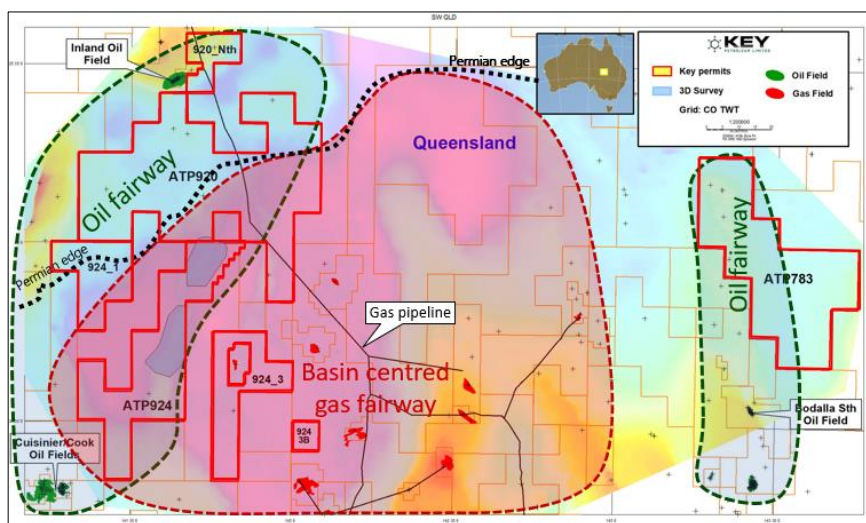 SW QLD
Inland Oil
Field
920_Nth
Permian edge
KEY
PETROLEUM LIMITED
Key permits
3D Survey
Grid: CO TWT
Oil Field
Gas Field
Queensland
Oil fairway
ATP920
Permian edge
924_1
Oil fairway
ATP783
Gas pipeline
924_3
Basin centred
gas fairway
ATP924
924
3B
Cuisinier/Cook
Oil Fields
Bodalla Sth
Oil Field